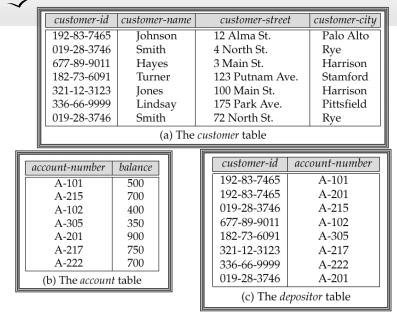 customer-id customer-name customer-street customer-city
192-83-7465 Johnson 12 Alma St. Palo Alto
019-28-3746 Smith 4 North St. Rye
677-89-9011 Hayes 3 Main St. Harrison
182-73-6091 Turner 123 Putnam Ave. Stamford
321-12-3123 Jones 100 Main St. Harrison
336-66-9999 Lindsay 175 Park Ave. Pittsfield
019-28-3746 Smith 72 North St. Rye
(a) The customer table
account-number balance
A-101 500
A-215 700
A-102 400
A-305 350
A-201 900
A-217 750
A-222 700
(b) The account table
customer-id account-number
192-83-7465 A-101
192-83-7465 A-201
019-28-3746 A-215
677-89-9011 A-102
182-73-6091 A-305
321-12-3123 A-217
336-66-9999 A-222
019-28-3746 A-201
(c) The depositor table